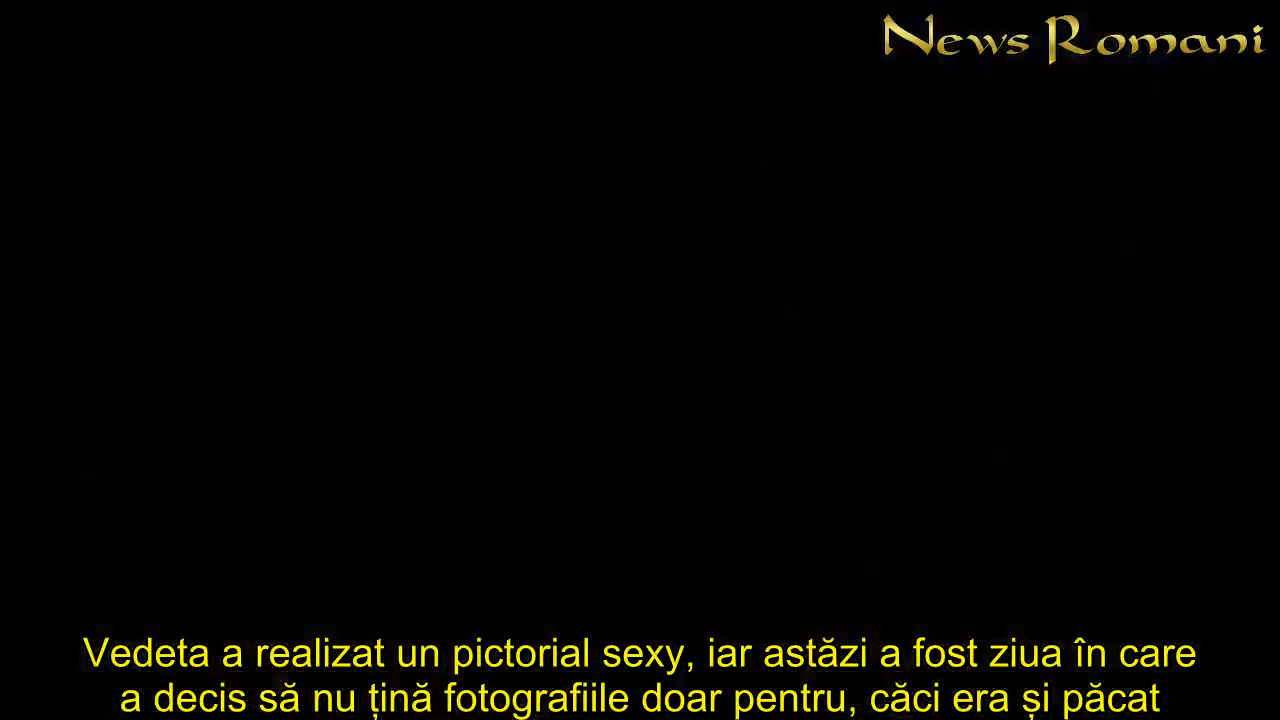 News Romani
Vedeta a realizat un pictorial sexy, iar astăzi a fost ziua în care
a decis să nu țină fotografiile doar pentru, căci era și păcat